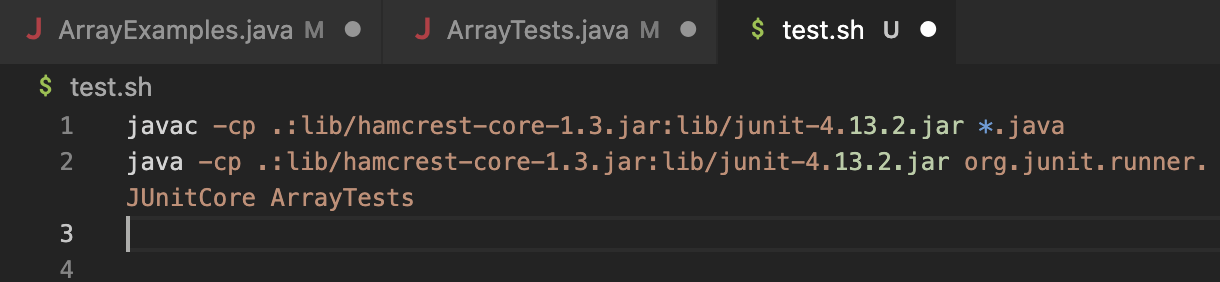 J ArrayExamples.java M ● J ArrayTests.java M ● $ test.sh U ●
$ test.sh
1 javac -cp .:lib/hamcrest-core-1.3.jar:lib/junit-4.13.2.jar *.java
2 java -cp .:lib/hamcrest-core-1.3.jar:lib/junit-4.13.2.jar org.junit.runner.
JUnitCore ArrayTests
3
4